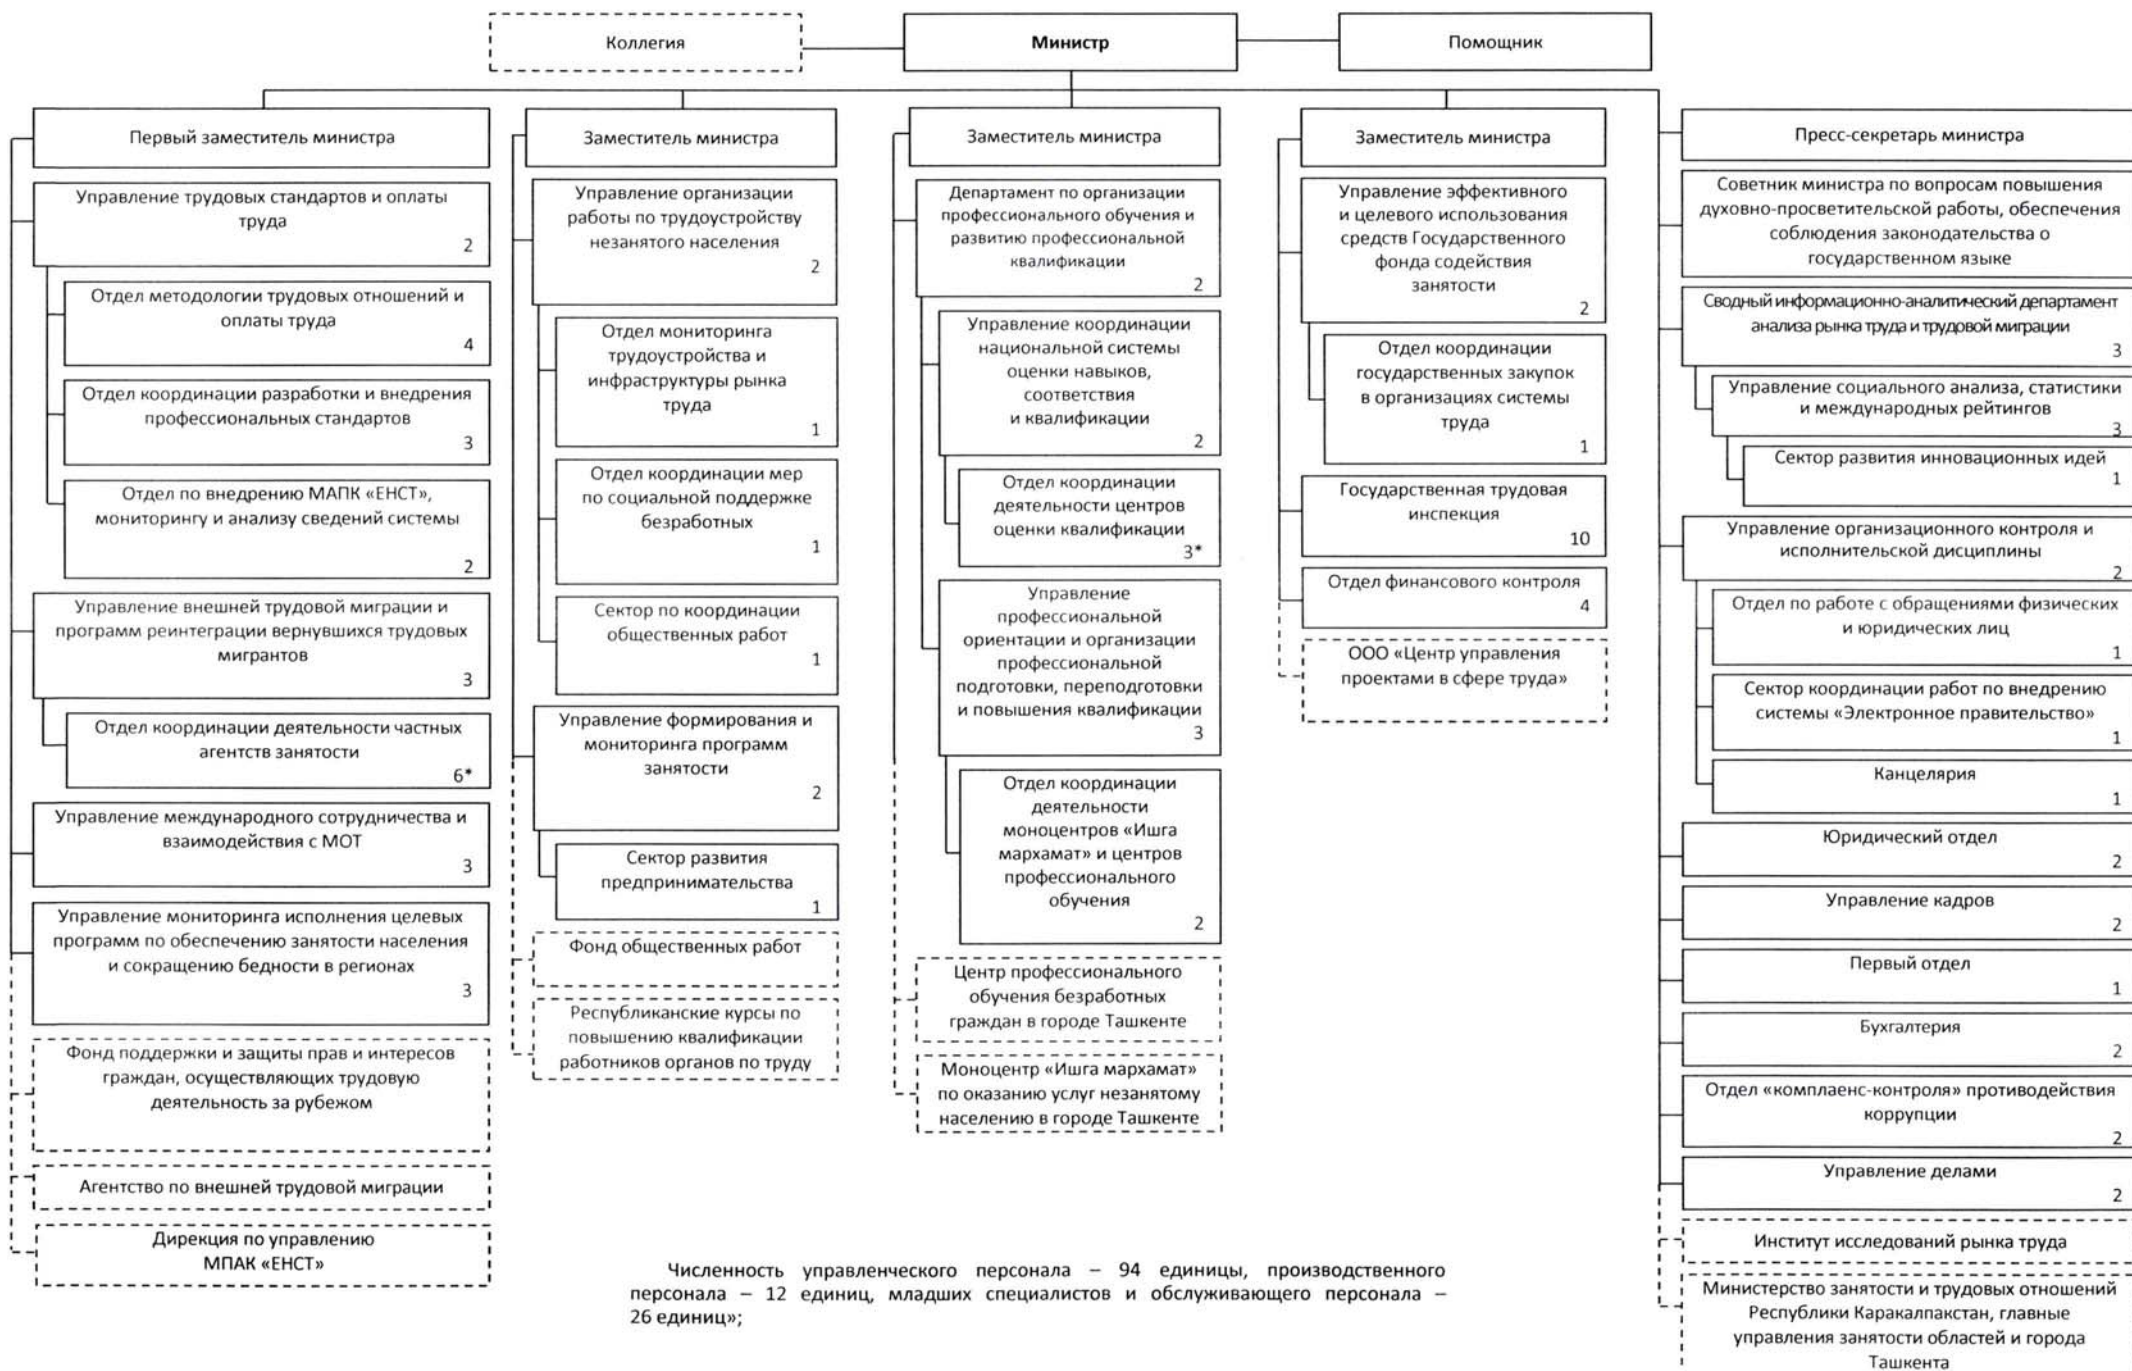 Коллегия
Министр
Помощник
Первый заместитель министра
Управление трудовых стандартов и оплаты
труда
2
Отдел методологии трудовых отношений и
оплаты труда
4
Отдел координации разработки и внедрения
профессиональных стандартов
3
Отдел по внедрению МАПК «ЕНСТ»,
мониторингу и анализу сведений системы
2
Управление внешней трудовой миграции и
программ реинтеграции вернувшихся трудовых
мигрантов
3
Отдел координации деятельности частных
агентств занятости
6*
Управление международного сотрудничества и
взаимодействия с МОТ
3
Управление мониторинга исполнения целевых
программ по обеспечению занятости населения
и сокращению бедности в регионах
3
Фонд поддержки и защиты прав и интересов
граждан, осуществляющих трудовую
деятельность за рубежом
Агентство по внешней трудовой миграции
Дирекция по управлению
МПАК «ЕНСТ»
Заместитель министра
Управление организации
работы по трудоустройству
незанятого населения
2
Отдел мониторинга
трудоустройства и
инфраструктуры рынка
труда
1
Отдел координации мер
по социальной поддержке
безработных
1
Сектор по координации
общественных работ
1
Управление формирования и
мониторинга программ
занятости
2
Сектор развития
предпринимательства
1
Фонд общественных работ
Республиканские курсы по
повышению квалификации
работников органов по труду
Заместитель министра
Департамент по организации
профессионального обучения и
развитию профессиональной
квалификации
2
Управление координации
национальной системы
оценки навыков,
соответствия
и квалификации
2
Отдел координации
деятельности центров
оценки квалификации
3*
Управление
профессиональной
ориентации и организации
профессиональной
подготовки, переподготовки
и повышения квалификации
3
Отдел координации
деятельности
моноцентров «Ишга
мархамат» и центров
профессионального
обучения
2
Центр профессионального
обучения безработных
граждан в городе Ташкенте
Моноцентр «Ишга мархамат»
по оказанию услуг незанятому
населению в городе Ташкенте
Заместитель министра
Управление эффективного
и целевого использования
средств Государственного
фонда содействия
занятости
2
Отдел координации
государственных закупок
в организациях системы
труда
1
Государственная трудовая
инспекция
10
Отдел финансового контроля
4
ООО «Центр управления
проектами в сфере труда»
Пресс-секретарь министра
Советник министра по вопросам повышения
духовно-просветительской работы, обеспечения
соблюдения законодательства о
государственном языке
Сводный информационно-аналитический департамент
анализа рынка труда и трудовой миграции
3
Управление социального анализа, статистики
и международных рейтингов
3
Сектор развития инновационных идей
1
Управление организационного контроля и
исполнительской дисциплины
2
Отдел по работе с обращениями физических
и юридических лиц
1
Сектор координации работ по внедрению
системы «Электронное правительство»
1
Канцелярия
1
Юридический отдел
2
Управление кадров
2
Первый отдел
1
Бухгалтерия
2
Отдел «комплаенс-контроля» противодействия
коррупции
2
Управление делами
2
Институт исследований рынка труда
Министерство занятости и трудовых отношений
Республики Каракалпакстан, главные
управления занятости областей и города
Ташкента
Численность управленческого персонала – 94 единицы, производственного
персонала – 12 единиц, младших специалистов и обслуживающего персонала –
26 единиц»;